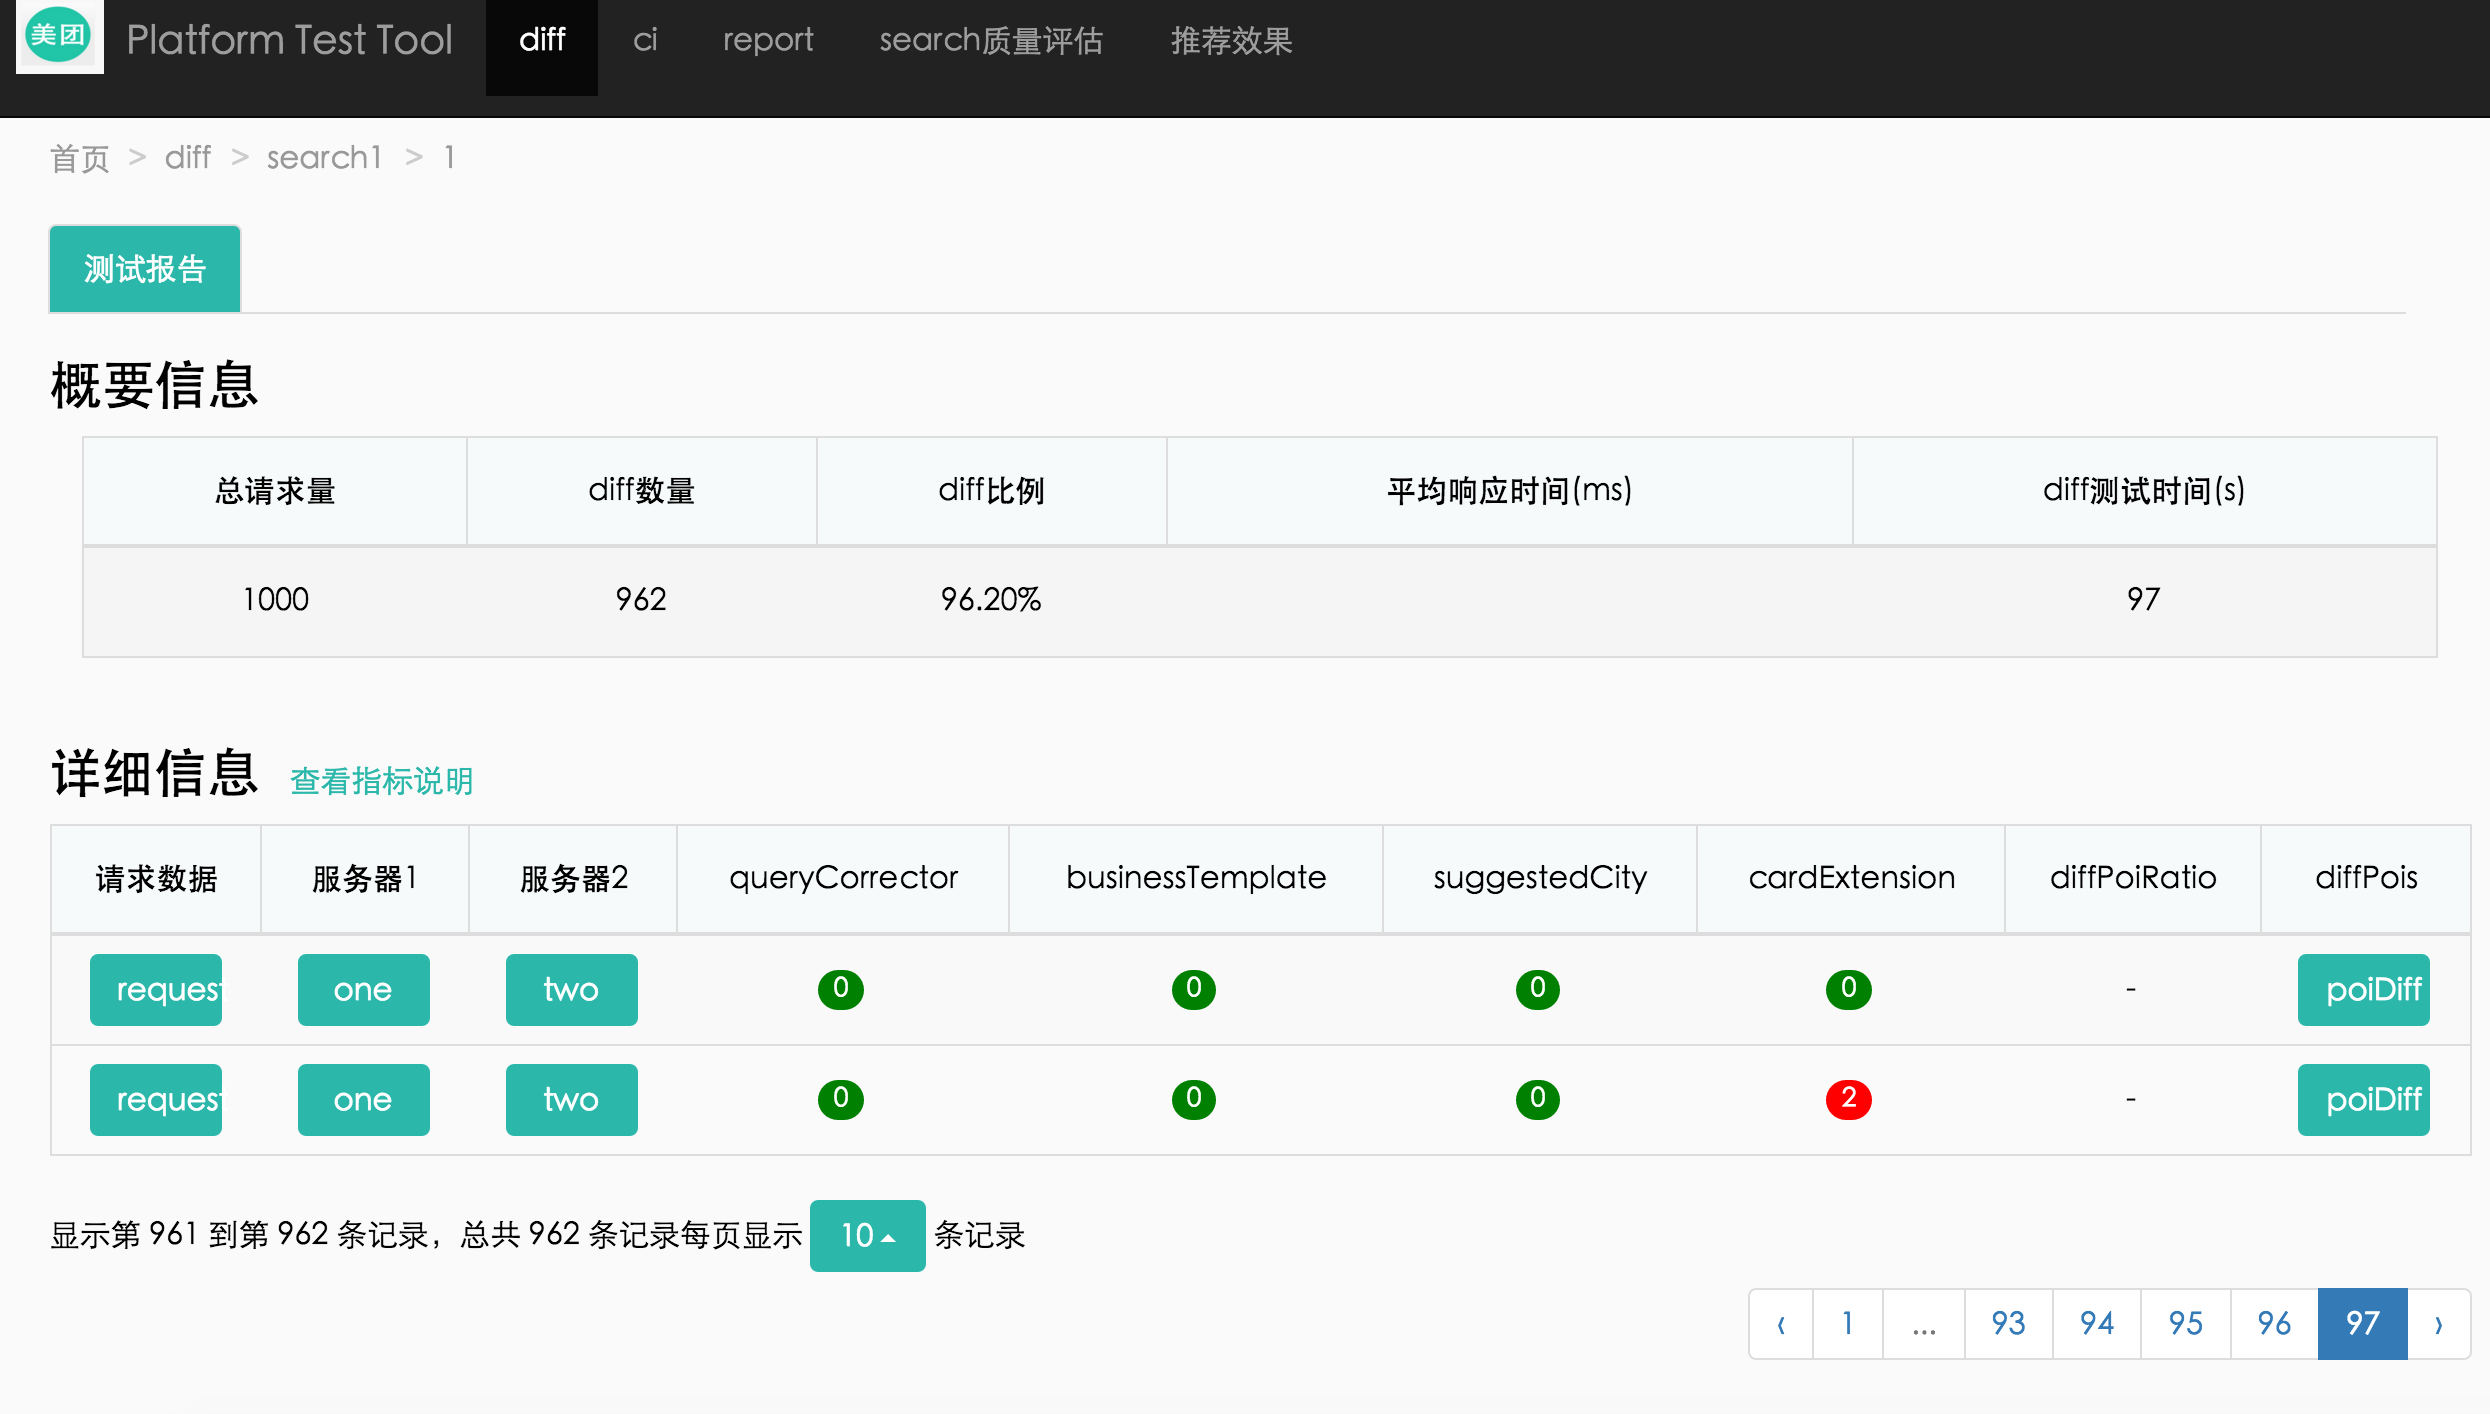 美团 Platform Test Tool diff ci report search质量评估 推荐效果
首页 > diff > search1 > 1
测试报告
概要信息
总请求量 diff数量 diff比例 平均响应时间(ms) diff测试时间(s)
1000 962 96.20% 97
详细信息 查看指标说明
请求数据 服务器1 服务器2 queryCorrector businessTemplate suggestedCity cardExtension diffPoiRatio diffPois
request one two 0 0 0 0 - poiDiff
request one two 0 0 0 2 - poiDiff
显示第 961 到第 962 条记录，总共 962 条记录每页显示 10 条记录
‹ 1 ... 93 94 95 96 97 ›